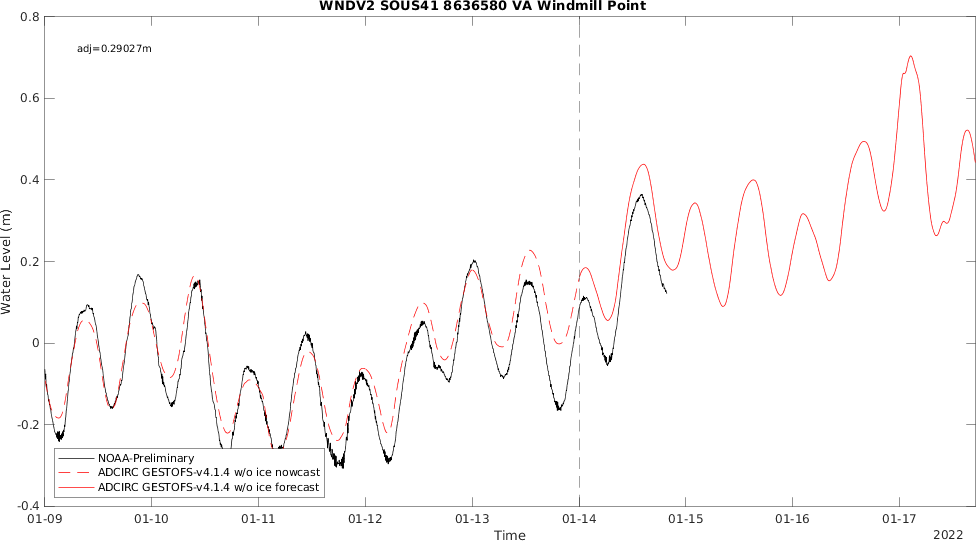 WNDV2 SOUS41 8636580 VA Windmill Point
adj=0.29027m
0.8
0.6
0.4
0.2
0
-0.2
-0.4
Water Level (m)
NOAA-Preliminary
ADCIRC GESTOFS-v4.1.4 w/o ice nowcast
ADCIRC GESTOFS-v4.1.4 w/o ice forecast
01-09 01-10 01-11 01-12 01-13 01-14 01-15 01-16 01-17
Time
2022